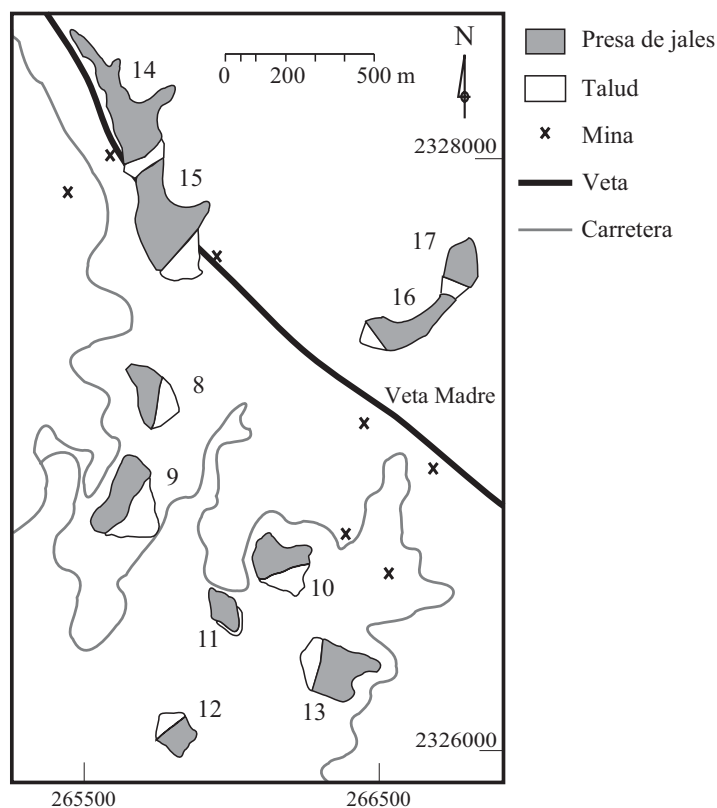 N
0 200 500 m
14
2328000
15
17
16
8
Veta Madre
9
10
11
12
13
2326000
265500 266500
Presa de jales
Talud
Mina
Veta
Carretera